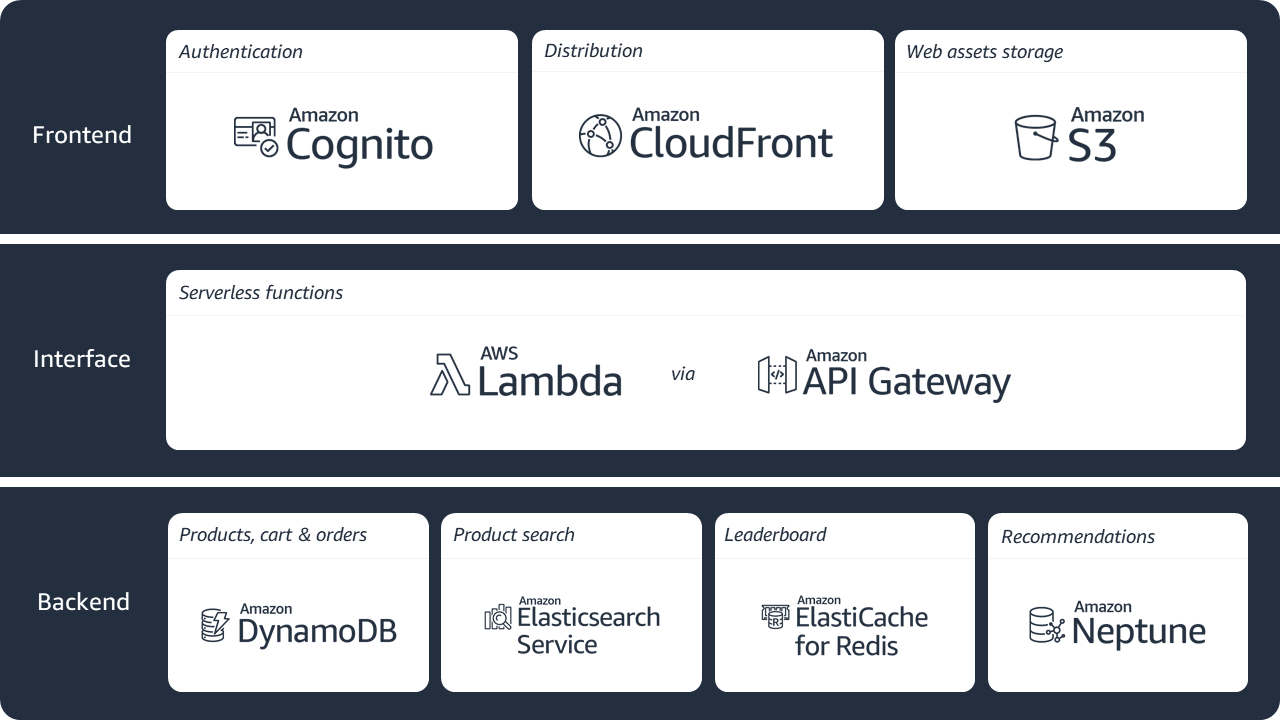 Frontend
Authentication
Amazon
Cognito
Distribution
Amazon
CloudFront
Web assets storage
Amazon
S3
Interface
Serverless functions
AWS
Lambda
via
Amazon
API Gateway
</>
Backend
Products, cart & orders
Amazon
DynamoDB
Product search
Amazon
Elasticsearch
Service
Leaderboard
Amazon
ElastiCache
for Redis
R
Recommendations
Amazon
Neptune